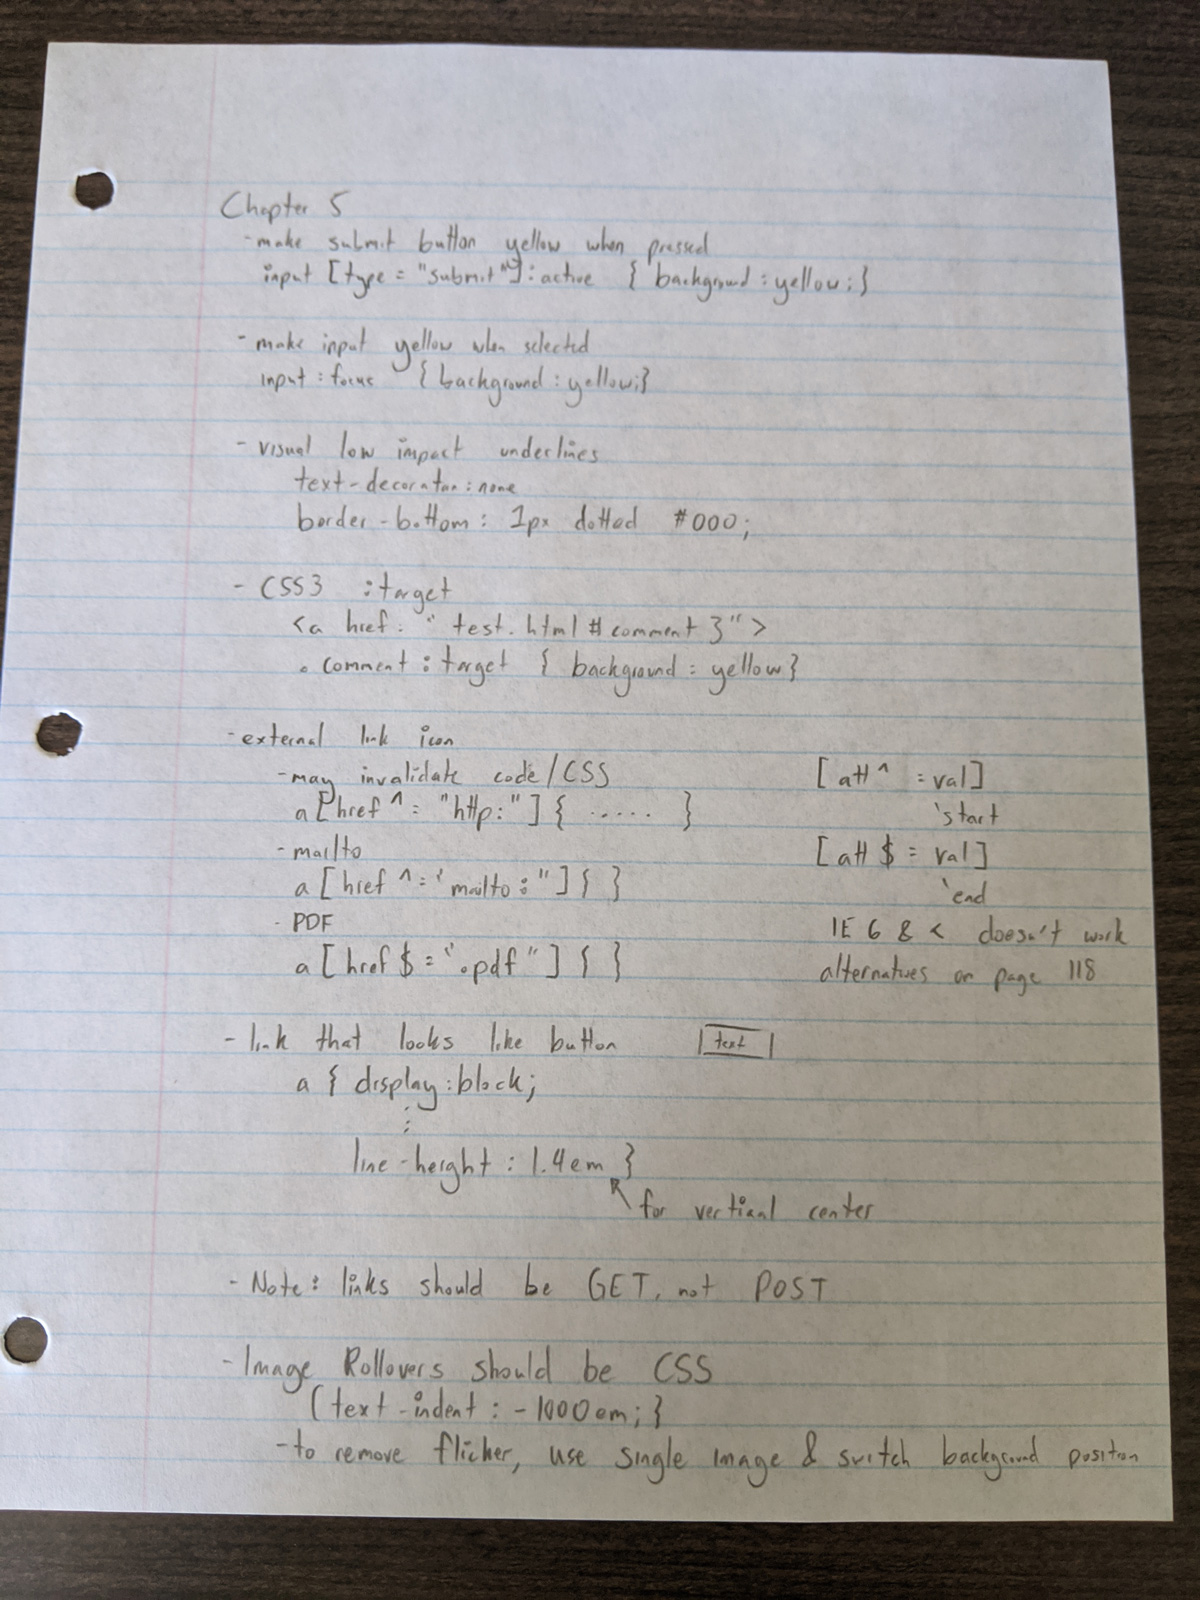 Chapter 5
- make submit button yellow when pressed
input [type = "submit"]:active { background : yellow; }
- make input yellow when selected
input : focus { background : yellow; }
- visual low impact underlines
text-decoration : none
border-bottom : 1px dotted #000;
- CSS3 :target
<a href: " test.html#comment3">
. comment : target { background : yellow }
- external link icon
- may invalidate code/CSS
a [href ^= "http:"] { ..... }
- mailto
a [href ^= 'mailto:"] { }
- PDF
a [href $= '.pdf"] { }
[att ^ = val]
'start
[att $ = val]
'end
IE 6 & < doesn't work
alternatives on page 118
- link that looks like button
text
a { display : block;
:
line-height : 1.4em }
for vertical center
- Note : links should be GET, not POST
- Image Rollovers should be CSS
{text-indent : -1000em; }
- to remove flicker, use single image & switch background position